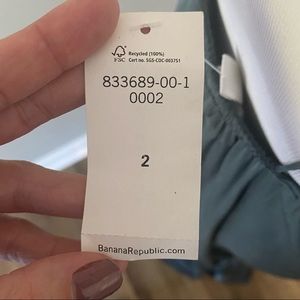 FSC
Recycled (100%)
Cert no. SGS-COC-003751
833689-00-1
0002
2
BananaRepublic.com